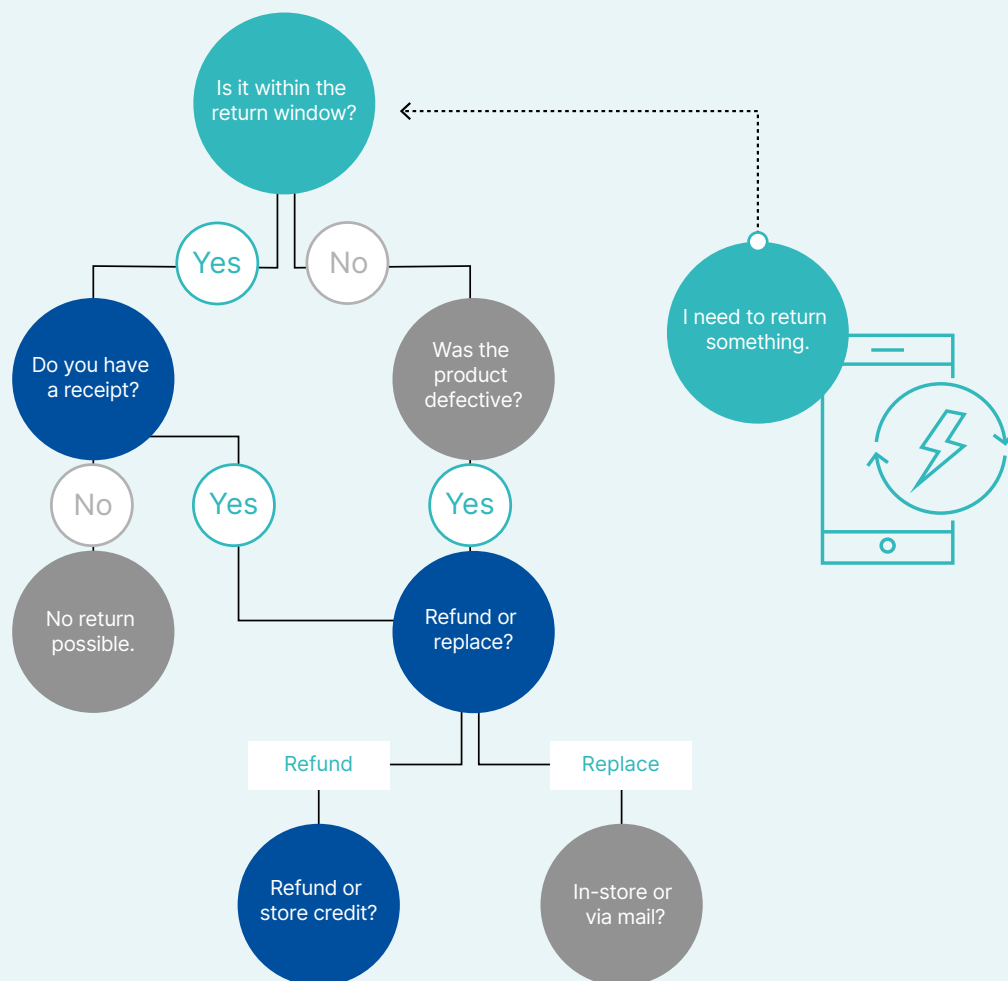 Is it within the
return window?
Yes
No
I need to return
something.
Do you have
a receipt?
Was the
product
defective?
No
Yes
Yes
No return
possible.
Refund or
replace?
Refund
Replace
Refund or
store credit?
In-store or
via mail?